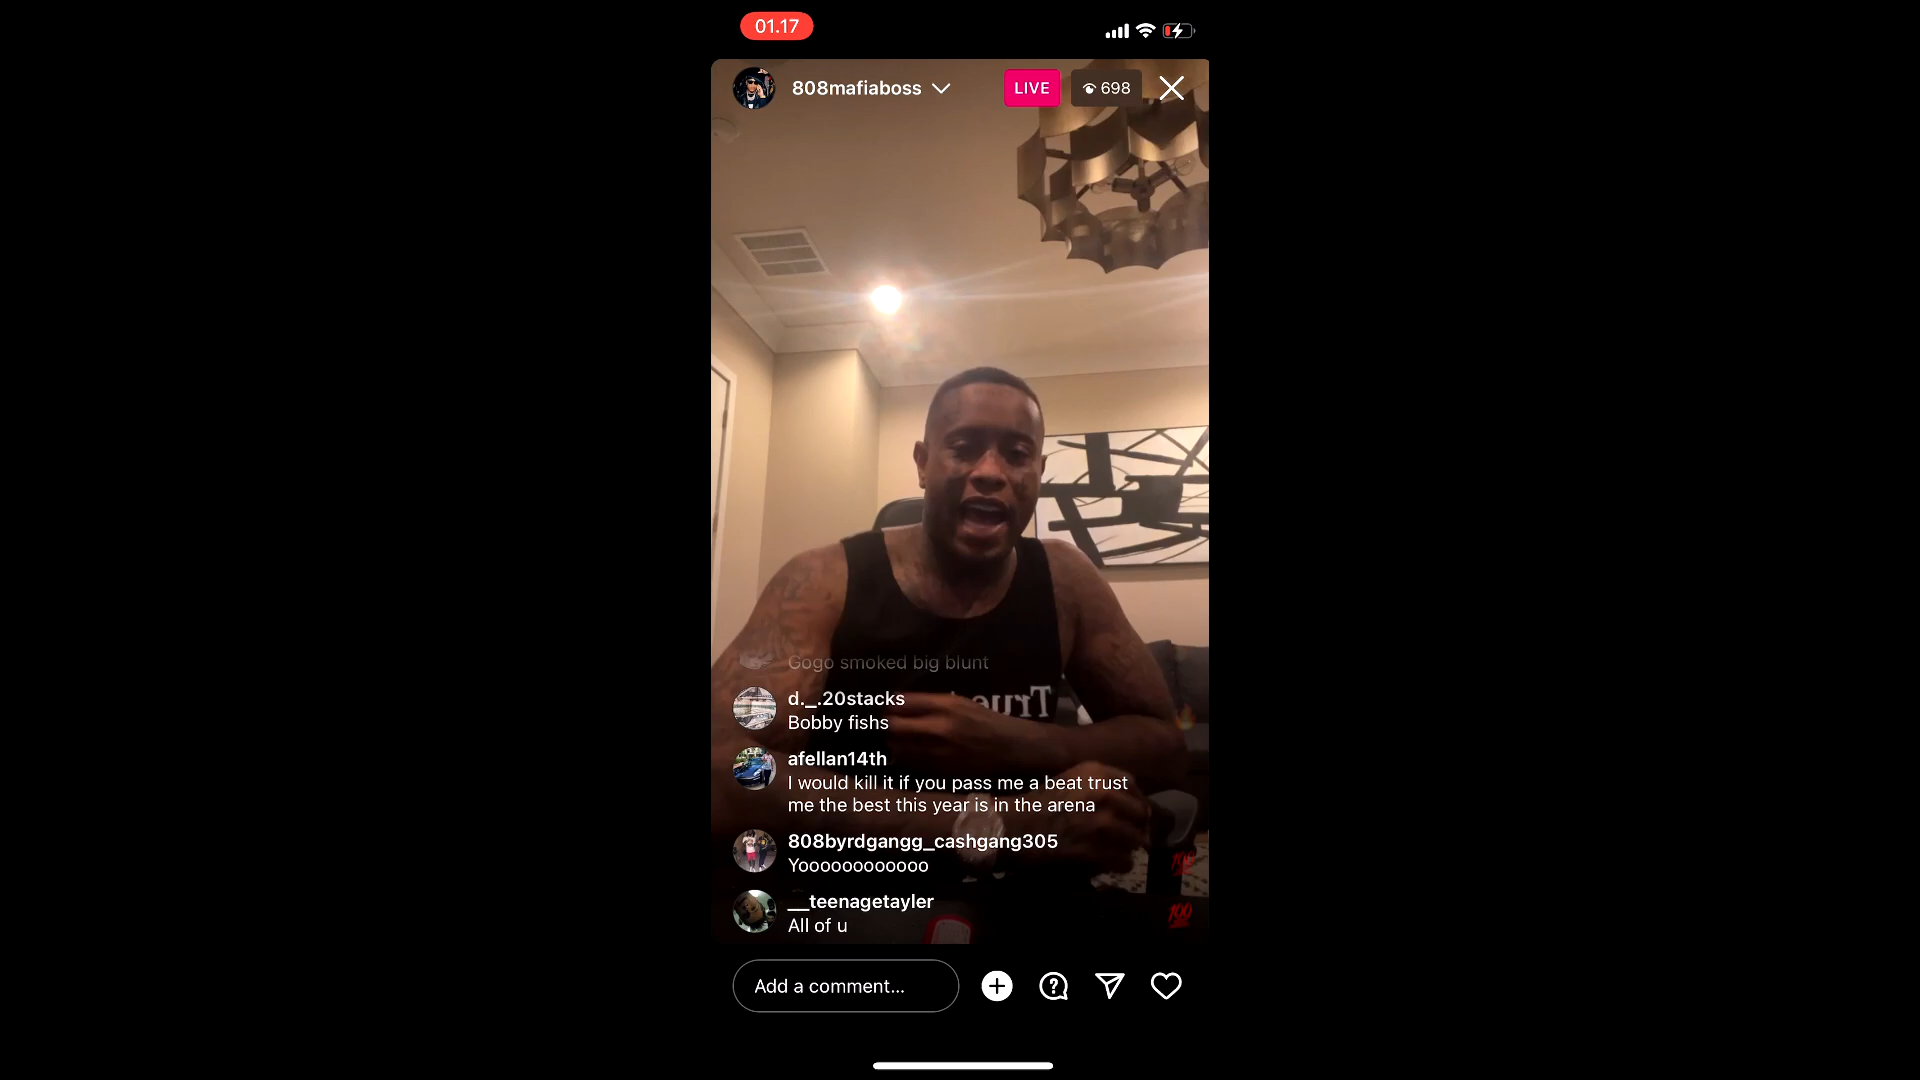 01.17
808mafiaboss
LIVE
698
Gogo smoked big blunt
d._.20stacks
Bobby fishs
afellan14th
I would kill it if you pass me a beat trust
me the best this year is in the arena
808byrdgangg_cashgang305
Yoooooooooooo
__teenagetayler
All of u
Add a comment...